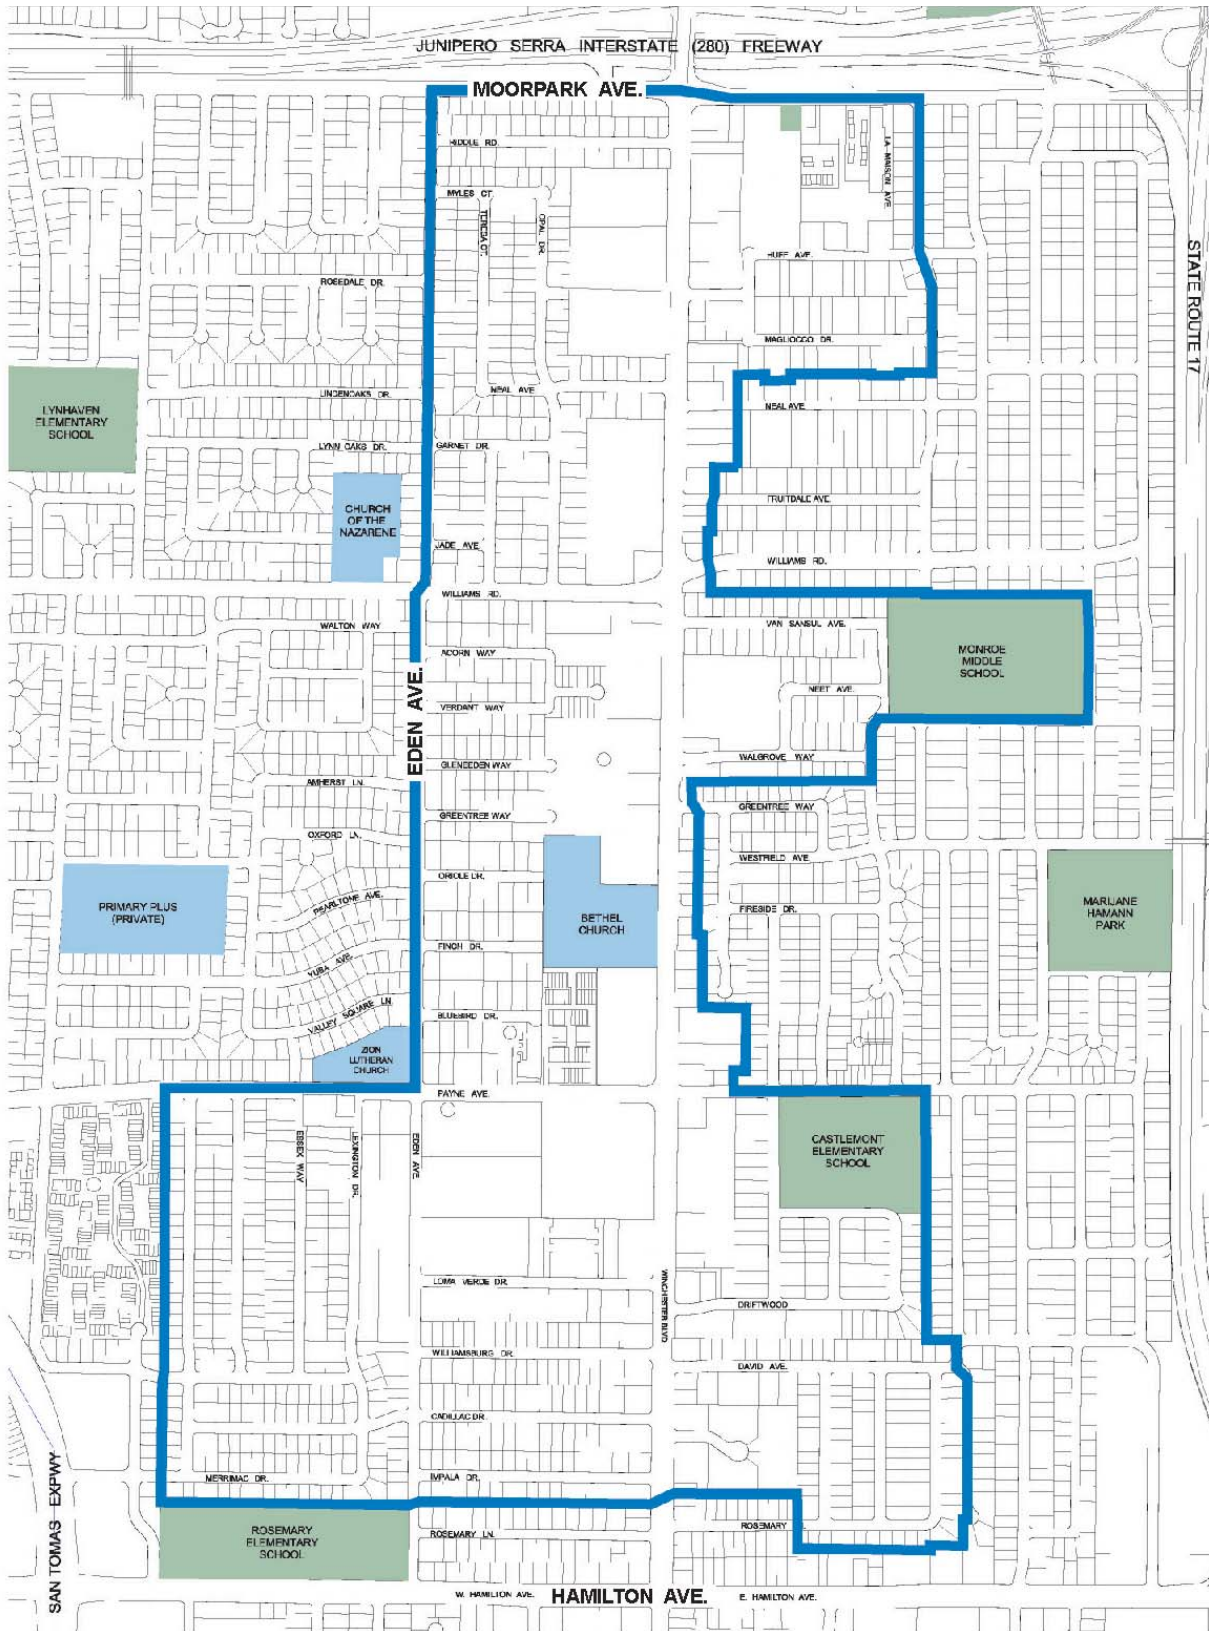 JUNIPERO SERRA INTERSTATE (280) FREEWAY
MOORPARK AVE.
RIDDLE RD.
LA MAISON AVE.
MYLES CT.
TERESA CT.
OPAL DR.
HUFF AVE.
STATE ROUTE 17
ROSEDALE DR.
MAGLIOCCO DR.
LINDENOAKS DR.
NEAL AVE
NEAL AVE
LYNHAVEN
ELEMENTARY
SCHOOL
LYNN OAKS DR.
GARNET DR.
CHURCH
OF THE
NAZARENE
FRUITDALE AVE.
JADE AVE
WILLIAMS RD.
WILLIAMS RD.
WALTON WAY
VAN SANSUL AVE.
ACORN WAY
MONROE
MIDDLE
SCHOOL
EDEN AVE.
NEET AVE.
VERDANT WAY
WALGROVE WAY
GLENEDEN WAY
AMHERST LN.
GREENTREE WAY
GREENTREE WAY
OXFORD LN.
WESTFIELD AVE.
ORIOLE DR.
PEARLTONE AVE.
PRIMARY PLUS
(PRIVATE)
BETHEL
CHURCH
FIRESIDE DR.
MARIJANE
HAMANN
PARK
FINCH DR.
YUBA AVE.
VALLEY SQUARE LN.
BLUEBIRD DR.
ZION
LUTHERAN
CHURCH
PAYNE AVE.
ESSEX WAY
LEXINGTON DR.
EDEN AVE.
CASTLEMONT
ELEMENTARY
SCHOOL
LOMA VERDE DR.
WINCHESTER BLVD
DRIFTWOOD
WILLIAMSBURG DR.
DAVID AVE.
CADILLAC DR.
MERRIMAC DR.
IMPALA DR.
SAN TOMAS EXPWY
ROSEMARY
ELEMENTARY
SCHOOL
ROSEMARY LN.
ROSEMARY
W. HAMILTON AVE.
HAMILTON AVE.
E. HAMILTON AVE.